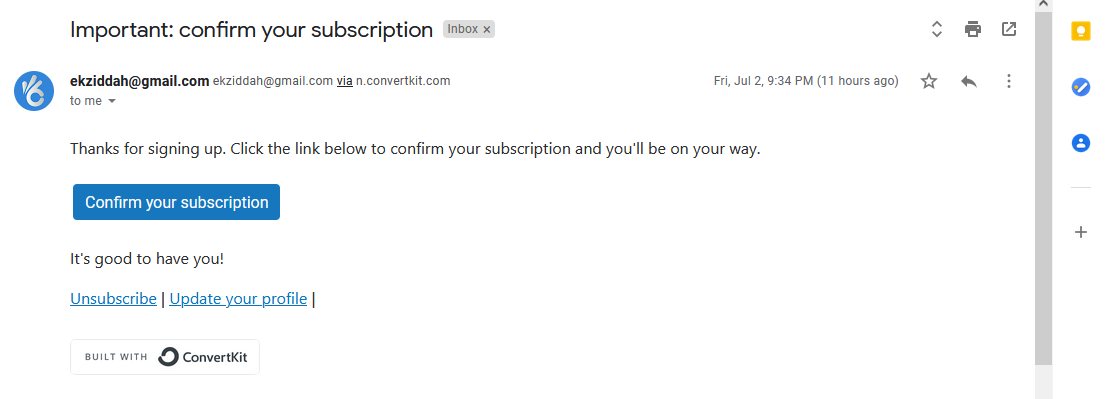 Important: confirm your subscription Inbox ×
ekziddah@gmail.com ekziddah@gmail.com via n.convertkit.com Fri, Jul 2, 9:34 PM (11 hours ago)
to me
Thanks for signing up. Click the link below to confirm your subscription and you'll be on your way.
Confirm your subscription
It's good to have you!
Unsubscribe | Update your profile |
BUILT WITH ConvertKit